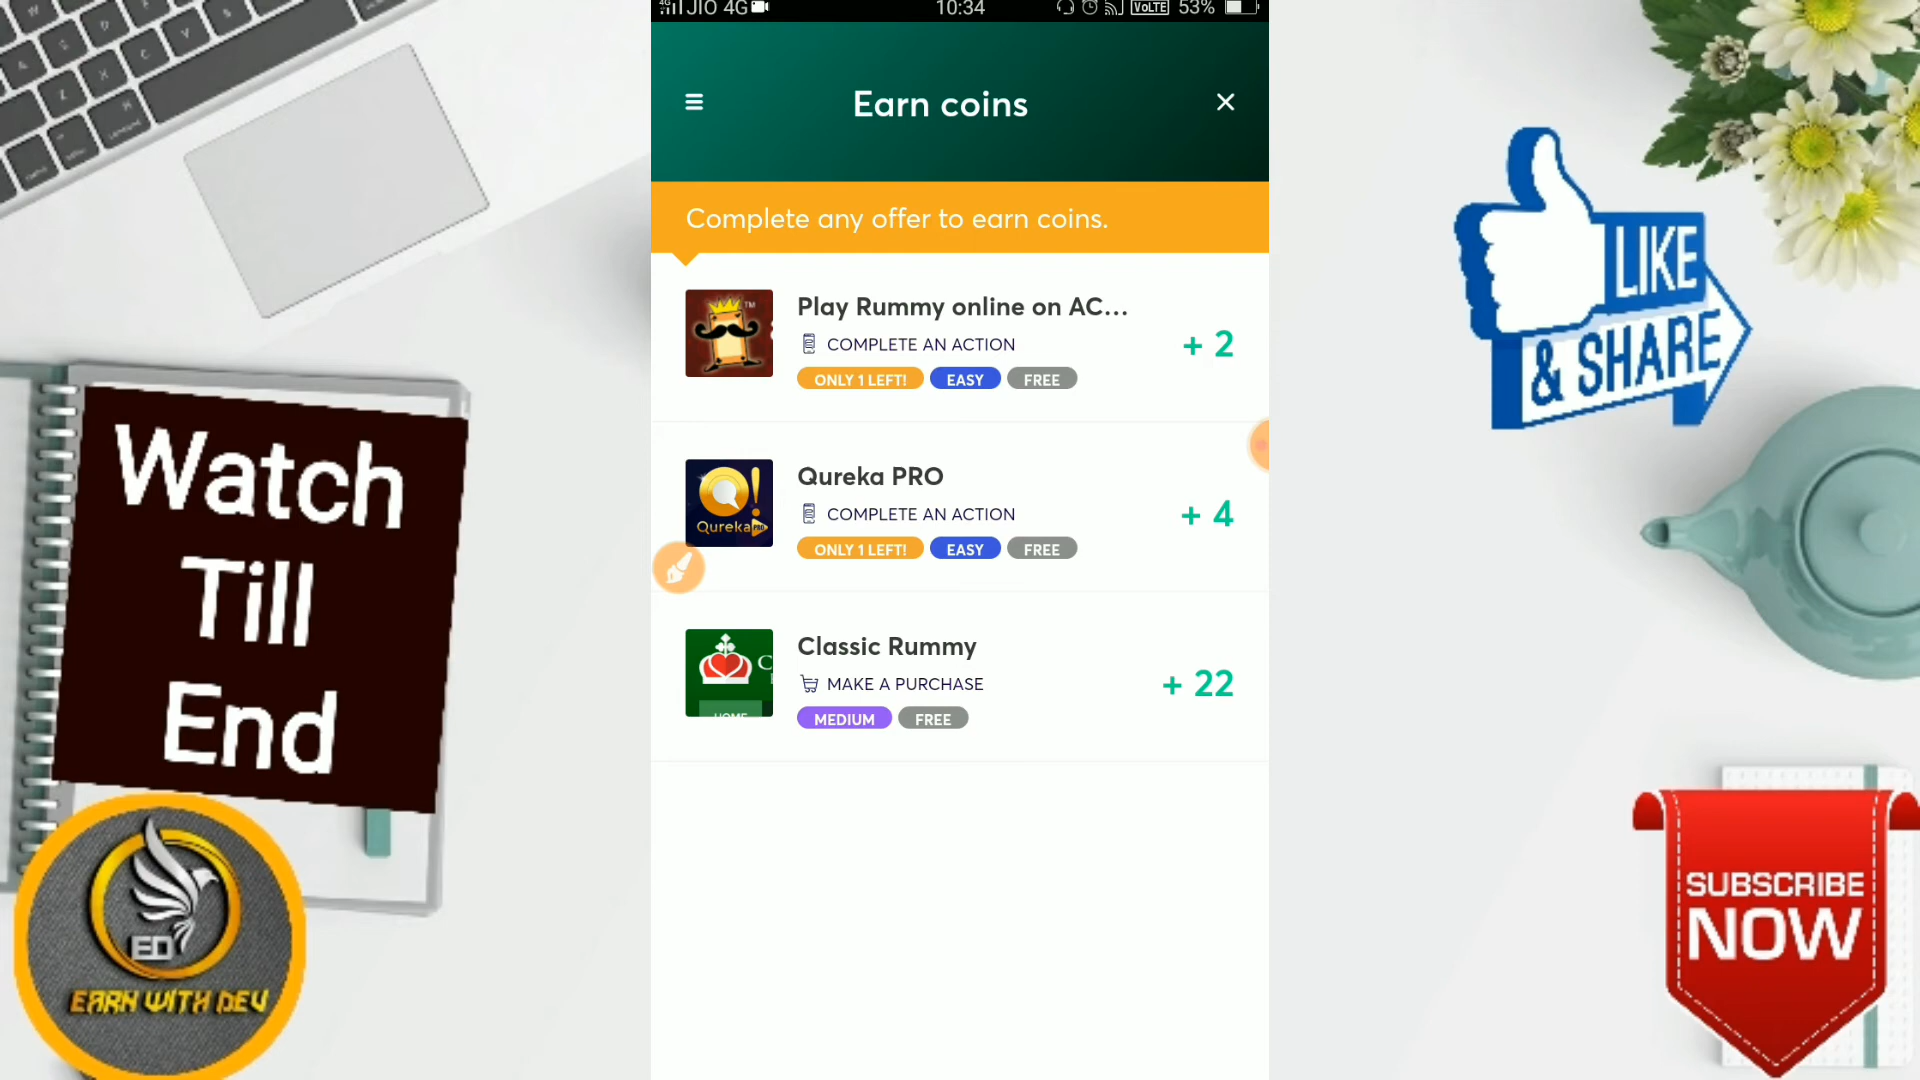 JIO 4G 10:34 VoLTE 53%
Earn coins
Complete any offer to earn coins.
Play Rummy online on AC...
COMPLETE AN ACTION
+ 2
ONLY 1 LEFT! EASY FREE
Qureka PRO
COMPLETE AN ACTION
+ 4
ONLY 1 LEFT! EASY FREE
Qureka PRO
Classic Rummy
MAKE A PURCHASE
+ 22
MEDIUM FREE
Watch
Till
End
ED
EARN WITH DEV
LIKE
& SHARE
SUBSCRIBE
NOW